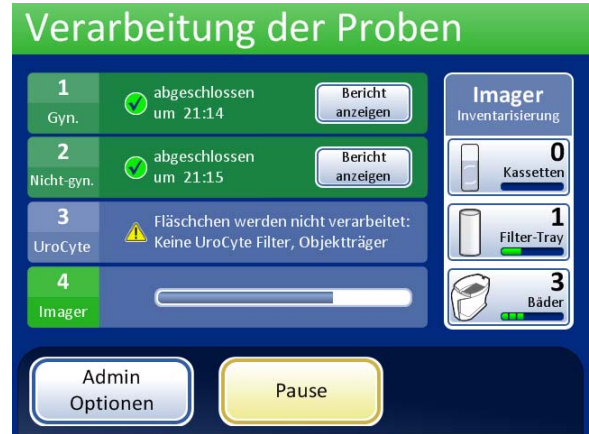 Verarbeitung der Proben
1
Gyn.
abgeschlossen
um 21:14
Bericht
anzeigen
2
Nicht-gyn.
abgeschlossen
um 21:15
Bericht
anzeigen
3
UroCyte
Fläschchen werden nicht verarbeitet:
Keine UroCyte Filter, Objektträger
4
Imager
Imager
Inventarisierung
0
Kassetten
1
Filter-Tray
3
Bäder
Admin
Optionen
Pause